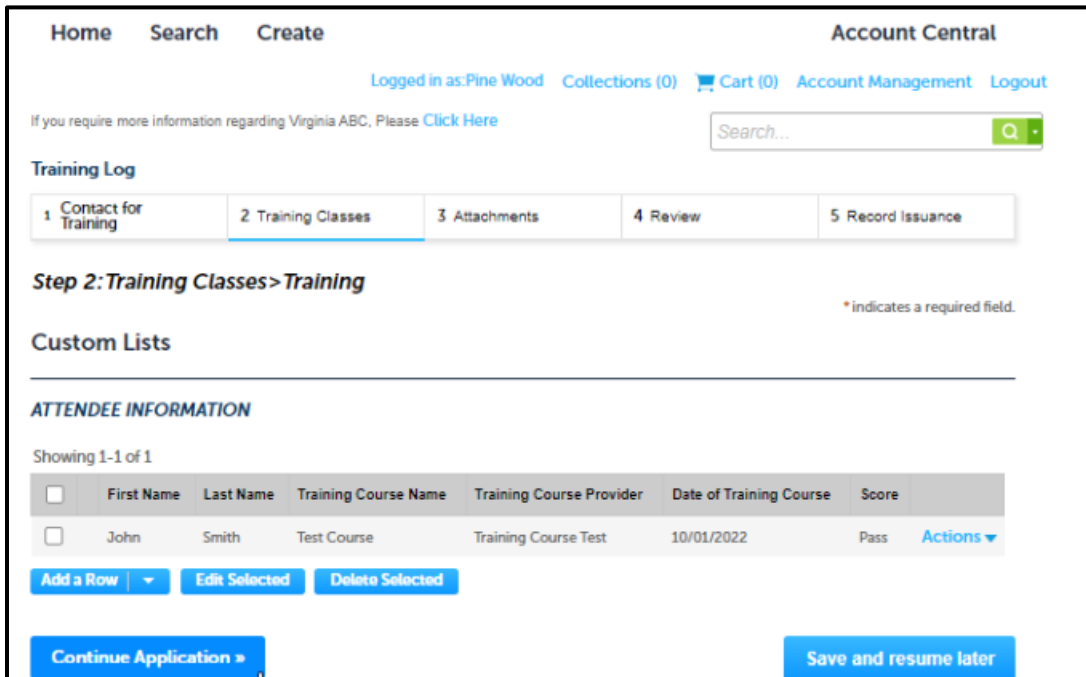 Home Search Create Account Central
Logged in as:Pine Wood Collections (0) Cart (0) Account Management Logout
If you require more information regarding Virginia ABC, Please Click Here
Search...
Training Log
1 Contact for Training 2 Training Classes 3 Attachments 4 Review 5 Record Issuance
Step 2:Training Classes>Training
*indicates a required field.
Custom Lists
ATTENDEE INFORMATION
Showing 1-1 of 1
First Name Last Name Training Course Name Training Course Provider Date of Training Course Score
John Smith Test Course Training Course Test 10/01/2022 Pass Actions
Add a Row Edit Selected Delete Selected
Continue Application » Save and resume later